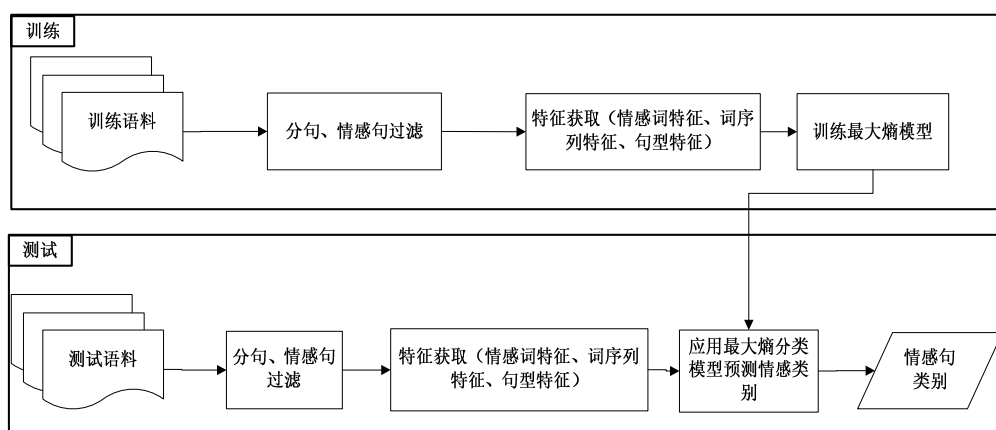 训练
训练语料
分句、情感句过滤
特征获取（情感词特征、词序
列特征、句型特征）
训练最大熵模型
测试
测试语料
分句、情感句
过滤
特征获取（情感词特征、词序列
特征、句型特征）
应用最大熵分类
模型预测情感类
别
情感句
类别